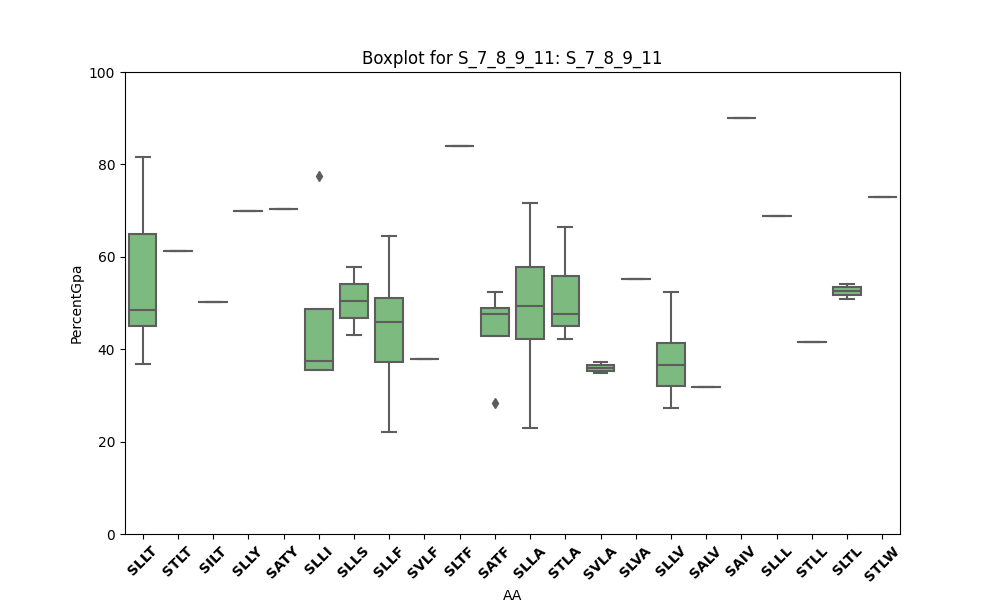 Boxplot for S_7_8_9_11: S_7_8_9_11
100
80
60
40
20
0
PercentGpa
SLLT STLT SILT SLLY SATY SLLI SLLS SLLF SVLF SLTF SATF SLLA STLA SVLA SLVA SLLV SALV SAIV SLLL STLL SLTL STLW
AA